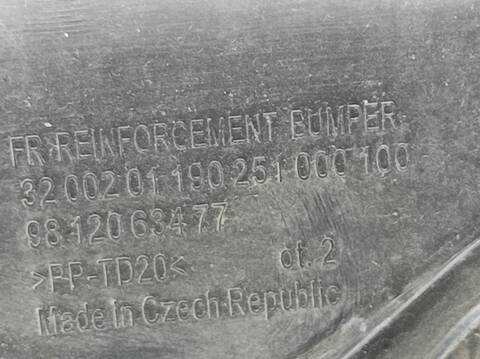 FR REINFORCEMENT BUMPER
32 002 01 190 251 000 100
98 120 634 77
>PP-TD20< ot. 2
Made in Czech Republic